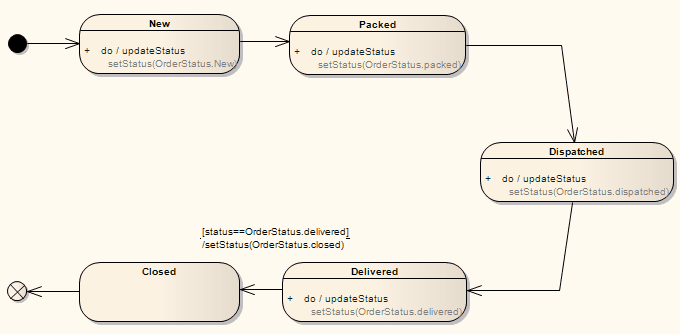 New
+ do / updateStatus
setStatus(OrderStatus.New)
Packed
+ do / updateStatus
setStatus(OrderStatus.packed)
Dispatched
+ do / updateStatus
setStatus(OrderStatus.dispatched)
[status==OrderStatus.delivered]
/setStatus(OrderStatus.closed)
Closed
Delivered
+ do / updateStatus
setStatus(OrderStatus.delivered)